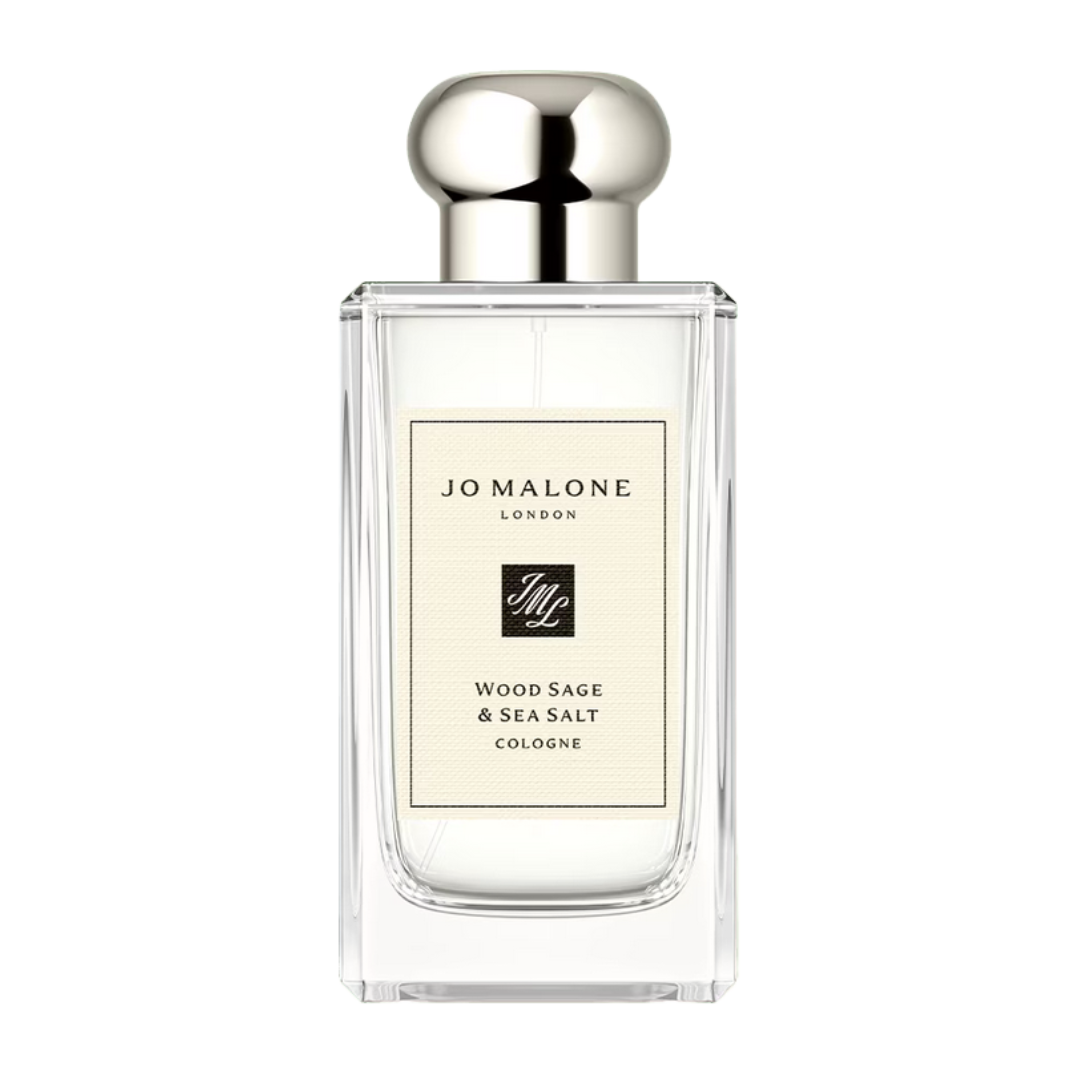 JO MALONE
LONDON
JML
WOOD SAGE
& SEA SALT
COLOGNE